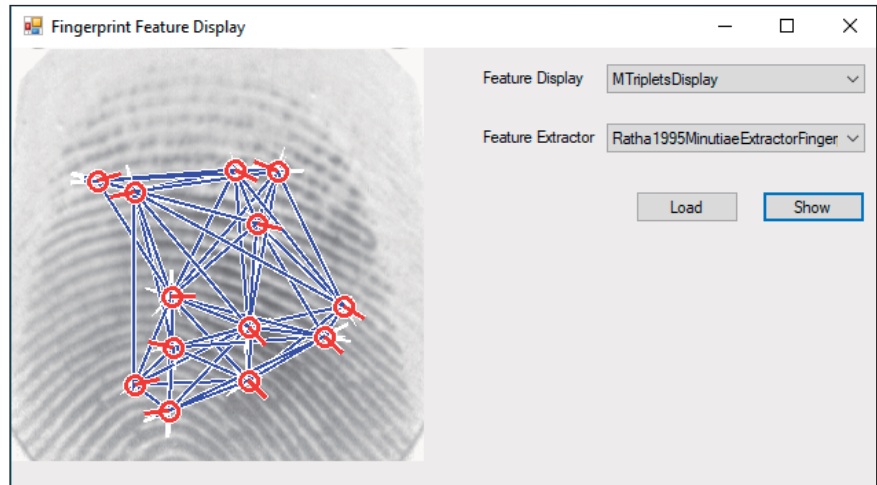 Fingerprint Feature Display
Feature Display MTripletsDisplay
Feature Extractor Ratha1995MinutiaeExtractorFinger
Load Show